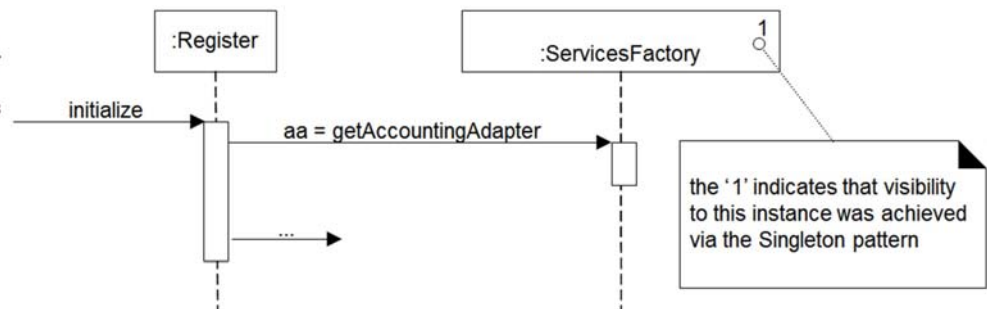 :Register
1
:ServicesFactory
initialize
aa = getAccountingAdapter
the ‘1’ indicates that visibility
to this instance was achieved
via the Singleton pattern
...